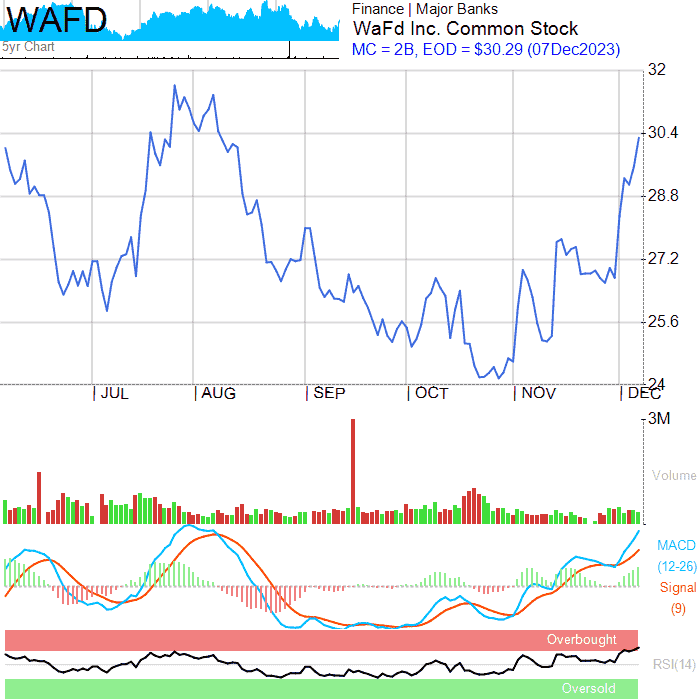 WAFD
5yr Chart
Finance | Major Banks
WaFd Inc. Common Stock
MC = 2B, EOD = $30.29 (07Dec2023)
32
30.4
28.8
27.2
25.6
24
JUL AUG SEP OCT NOV DEC
3M
Volume
MACD
(12-26)
Signal
(9)
Overbought
RSI(14)
Oversold